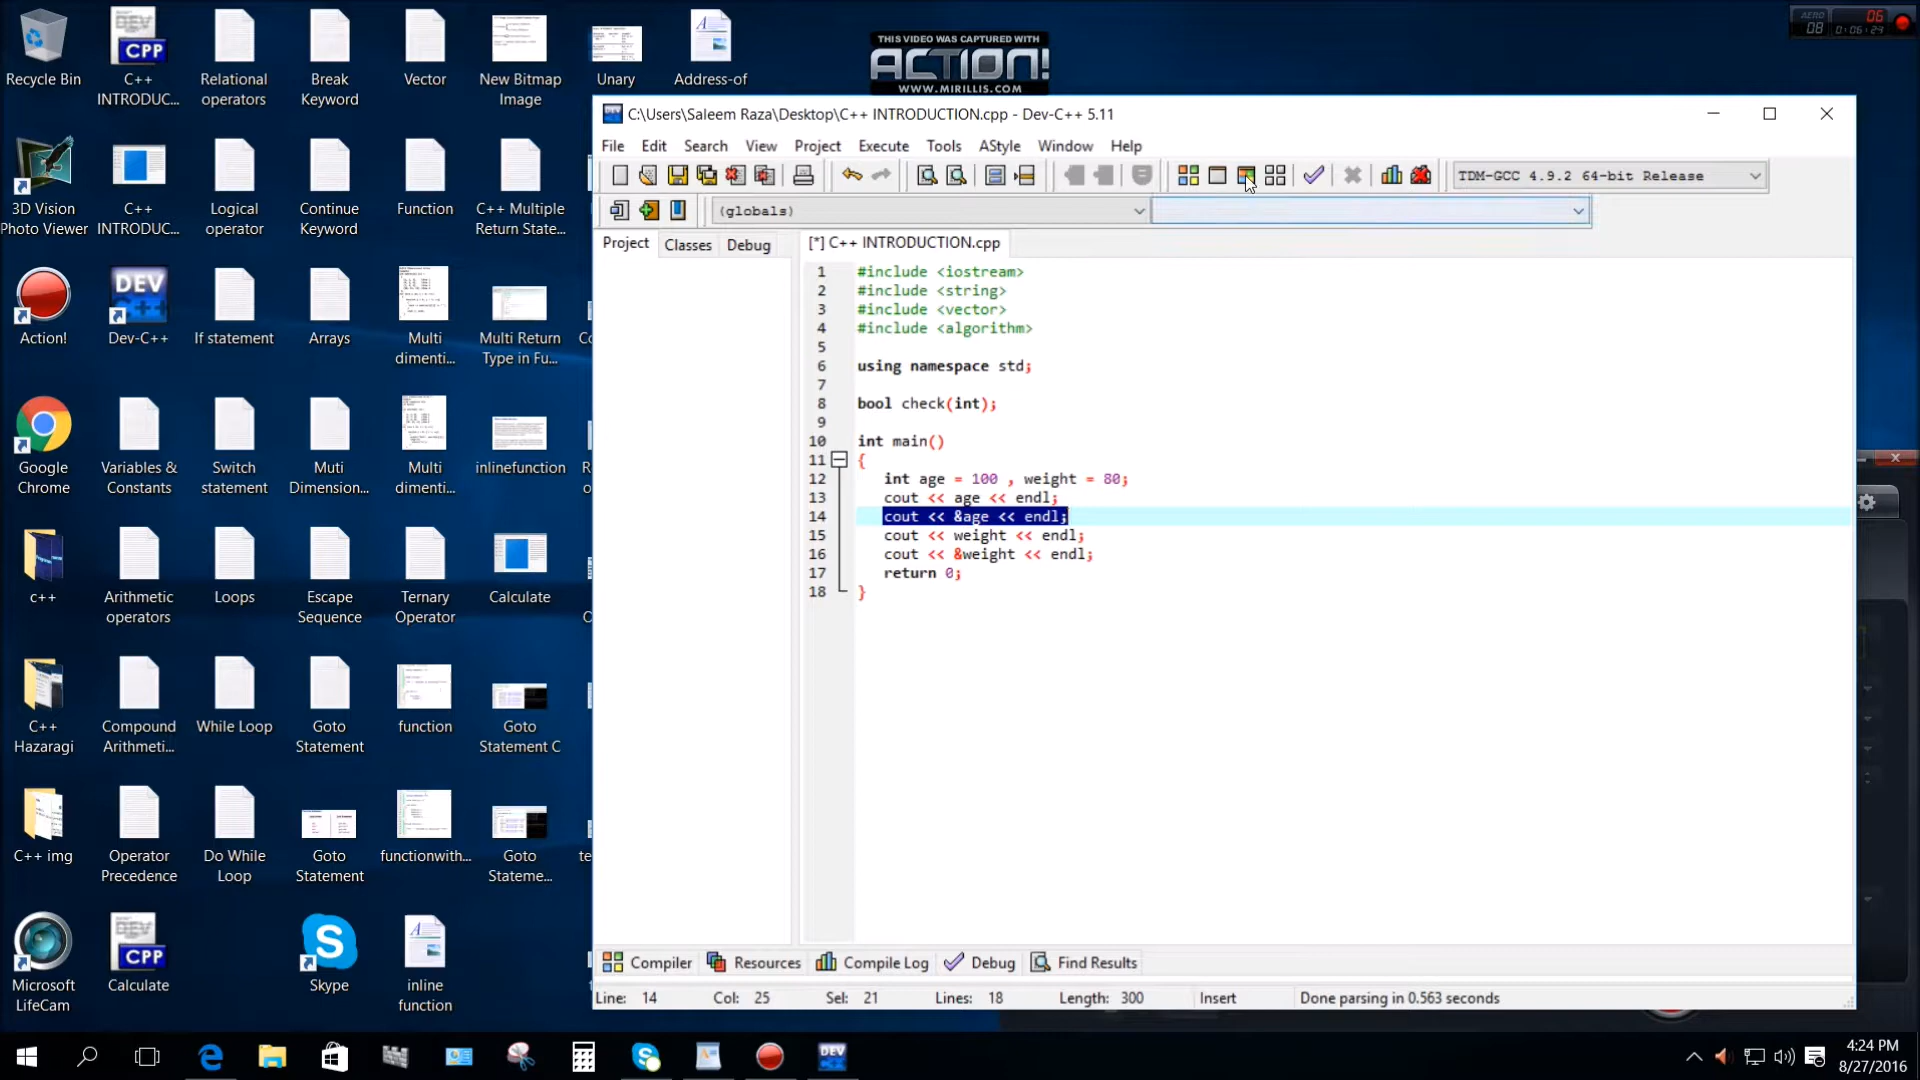 Recycle Bin
C++
INTRODUC...
Relational
operators
Break
Keyword
Vector
New Bitmap
Image
Unary
Address-of
3D Vision
Photo Viewer
C++
INTRODUC...
Logical
operator
Continue
Keyword
Function
C++ Multiple
Return State...
Action!
Dev-C++
If statement
Arrays
Multi
dimenti...
Multi Return
Type in Fu...
Google
Chrome
Variables &
Constants
Switch
statement
Muti
Dimension...
Multi
dimenti...
inlinefunction
c++
Arithmetic
operators
Loops
Escape
Sequence
Ternary
Operator
Calculate
C++
Hazaragi
Compound
Arithmeti...
While Loop
Goto
Statement
function
Goto
Statement C
C++ img
Operator
Precedence
Do While
Loop
Goto
Statement
functionwith...
Goto
Stateme...
Microsoft
LifeCam
Calculate
Skype
inline
function
THIS VIDEO WAS CAPTURED WITH
ACTION!
WWW.MIRILLIS.COM
AERO
08
06
0:06:23
C:\Users\Saleem Raza\Desktop\C++ INTRODUCTION.cpp - Dev-C++ 5.11
File Edit Search View Project Execute Tools AStyle Window Help
TDM-GCC 4.9.2 64-bit Release
(globals)
Project Classes Debug
[*] C++ INTRODUCTION.cpp
1 #include <iostream>
2 #include <string>
3 #include <vector>
4 #include <algorithm>
5
6 using namespace std;
7
8 bool check(int);
9
10 int main()
11 {
12 int age = 100 , weight = 80;
13 cout << age << endl;
14 cout << &age << endl;
15 cout << weight << endl;
16 cout << &weight << endl;
17 return 0;
18 }
Compiler Resources Compile Log Debug Find Results
Line: 14 Col: 25 Sel: 21 Lines: 18 Length: 300 Insert Done parsing in 0.563 seconds
4:24 PM
8/27/2016